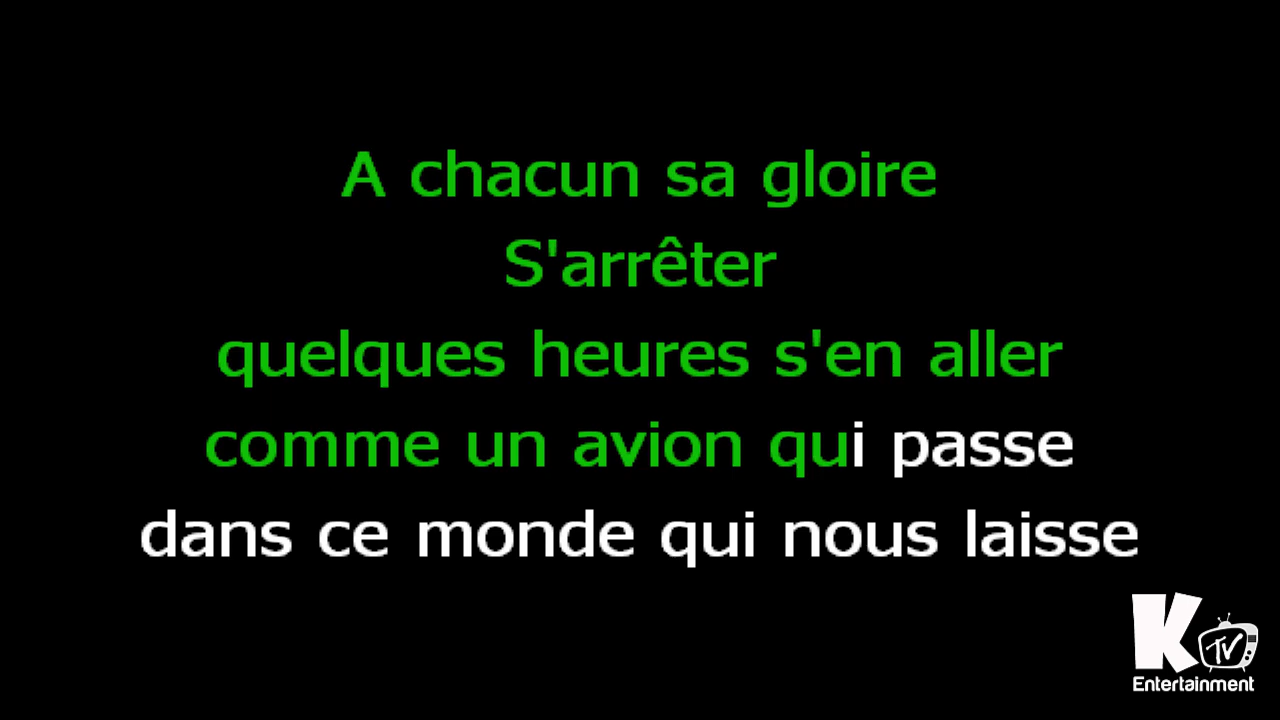 A chacun sa gloire
S'arrêter
quelques heures s'en aller
comme un avion qui passe
dans ce monde qui nous laisse
K TV
Entertainment